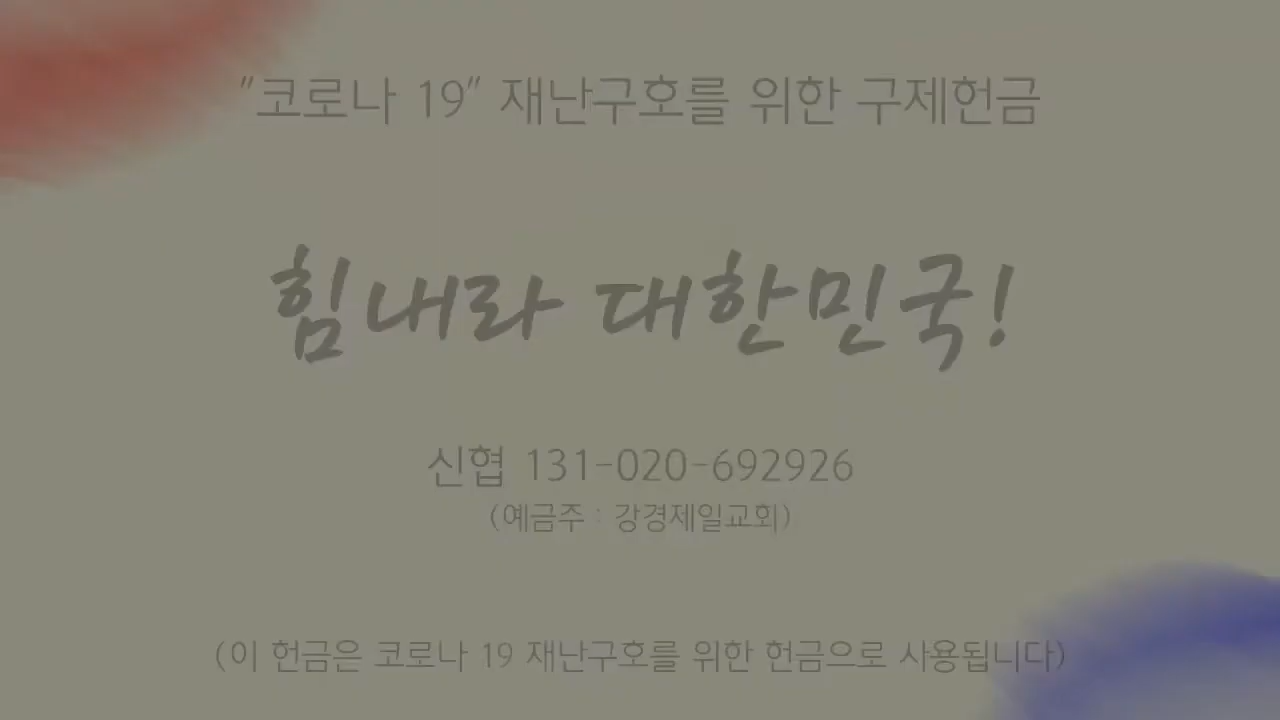 "코로나 19" 재난구호를 위한 구제헌금
힘내라 대한민국!
신협 131-020-692926
(예금주 : 강경제일교회)
(이 헌금은 코로나 19 재난구호를 위한 헌금으로 사용됩니다)